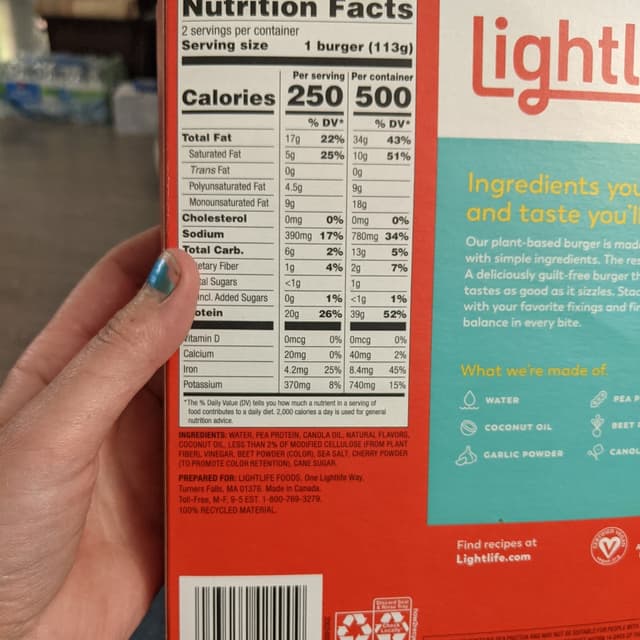 Nutrition Facts
2 servings per container
Serving size 1 burger (113g)
Per serving Per container
Calories 250 500
% DV* % DV*
Total Fat 17g 22% 34g 43%
Saturated Fat 5g 25% 10g 51%
Trans Fat 0g 0g
Polyunsaturated Fat 4.5g 9g
Monounsaturated Fat 9g 18g
Cholesterol 0mg 0% 0mg 0%
Sodium 390mg 17% 780mg 34%
Total Carb. 6g 2% 13g 5%
etary Fiber 1g 4% 2g 7%
tal Sugars <1g 1g
incl. Added Sugars 0g 1% <1g 1%
otein 20g 26% 39g 52%
Vitamin D 0mcg 0% 0mcg 0%
Calcium 20mg 0% 40mg 2%
Iron 4.2mg 25% 8.4mg 45%
Potassium 370mg 8% 740mg 15%
*The % Daily Value (DV) tells you how much a nutrient in a serving of
food contributes to a daily diet. 2,000 calories a day is used for general
nutrition advice.
INGREDIENTS: WATER, PEA PROTEIN, CANOLA OIL, NATURAL FLAVORS,
COCONUT OIL, LESS THAN 2% OF MODIFIED CELLULOSE (FROM PLANT
FIBER), VINEGAR, BEET POWDER (COLOR), SEA SALT, CHERRY POWDER
(TO PROMOTE COLOR RETENTION), CANE SUGAR.
PREPARED FOR: LIGHTLIFE FOODS. One Lightlife Way,
Turners Falls, MA 01376. Made in Canada.
Toll-Free, M-F, 9-5 EST. 1-800-769-3279.
100% RECYCLED MATERIAL.
Lightl
Ingredients you
and taste you'll
Our plant-based burger is mad
with simple ingredients. The res
A deliciously guilt-free burger th
tastes as good as it sizzles. Stac
with your favorite fixings and fir
balance in every bite.
What we're made of:
WATER PEA P
COCONUT OIL BEET
GARLIC POWDER CANOL
Find recipes at
Lightlife.com